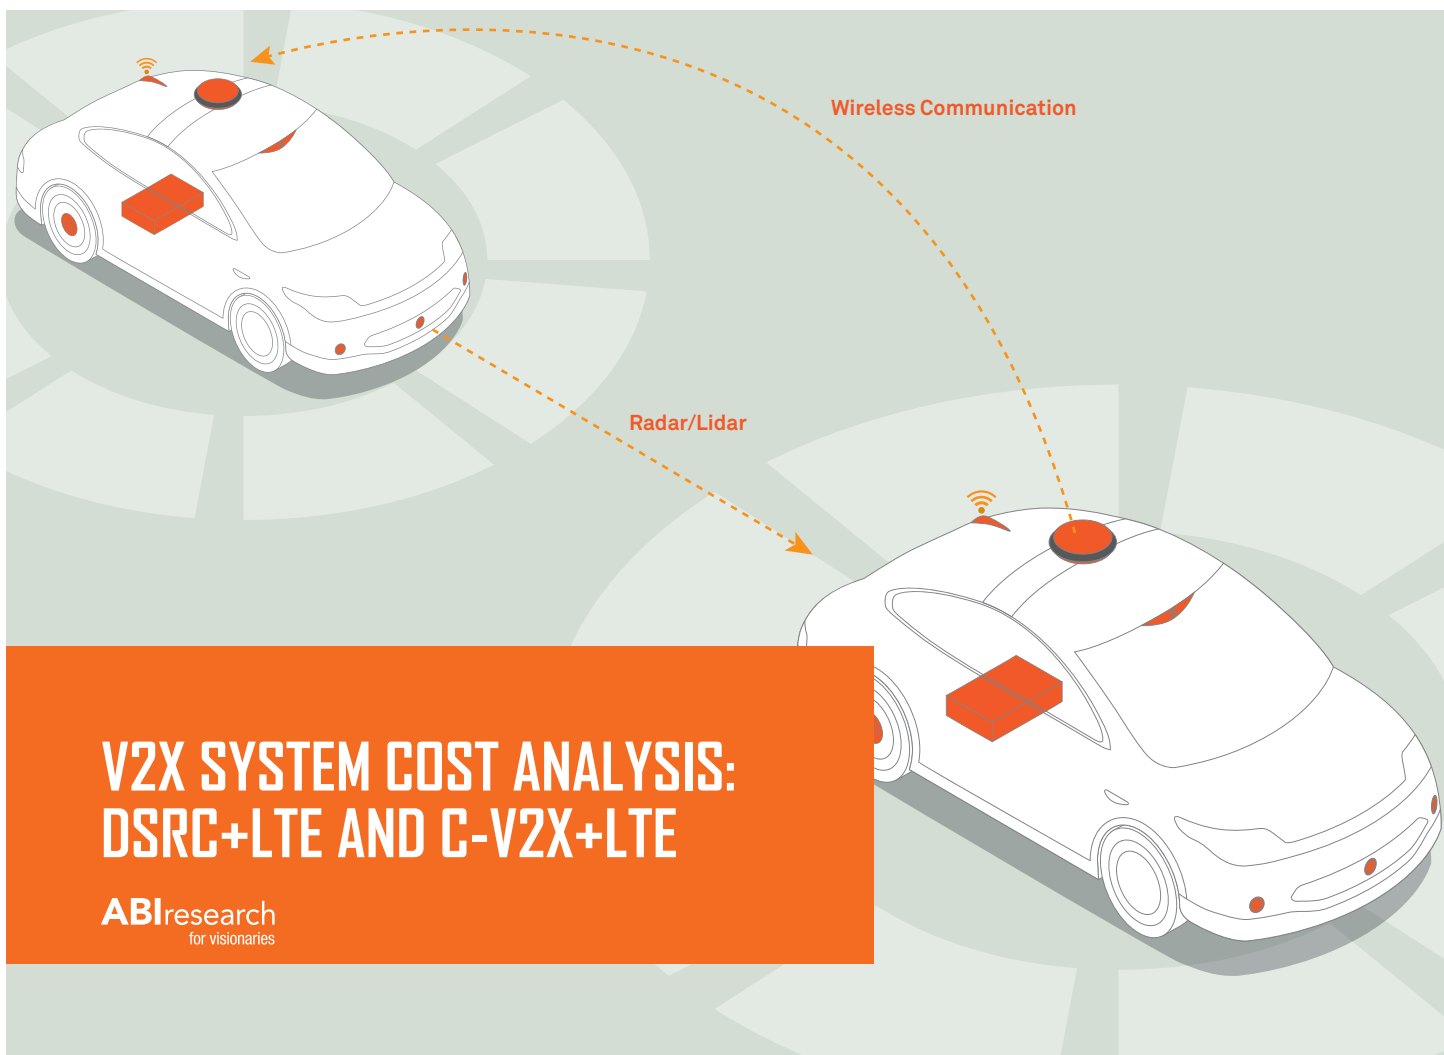 Wireless Communication
Radar/Lidar
V2X SYSTEM COST ANALYSIS:
DSRC+LTE AND C-V2X+LTE
ABIresearch
for visionaries